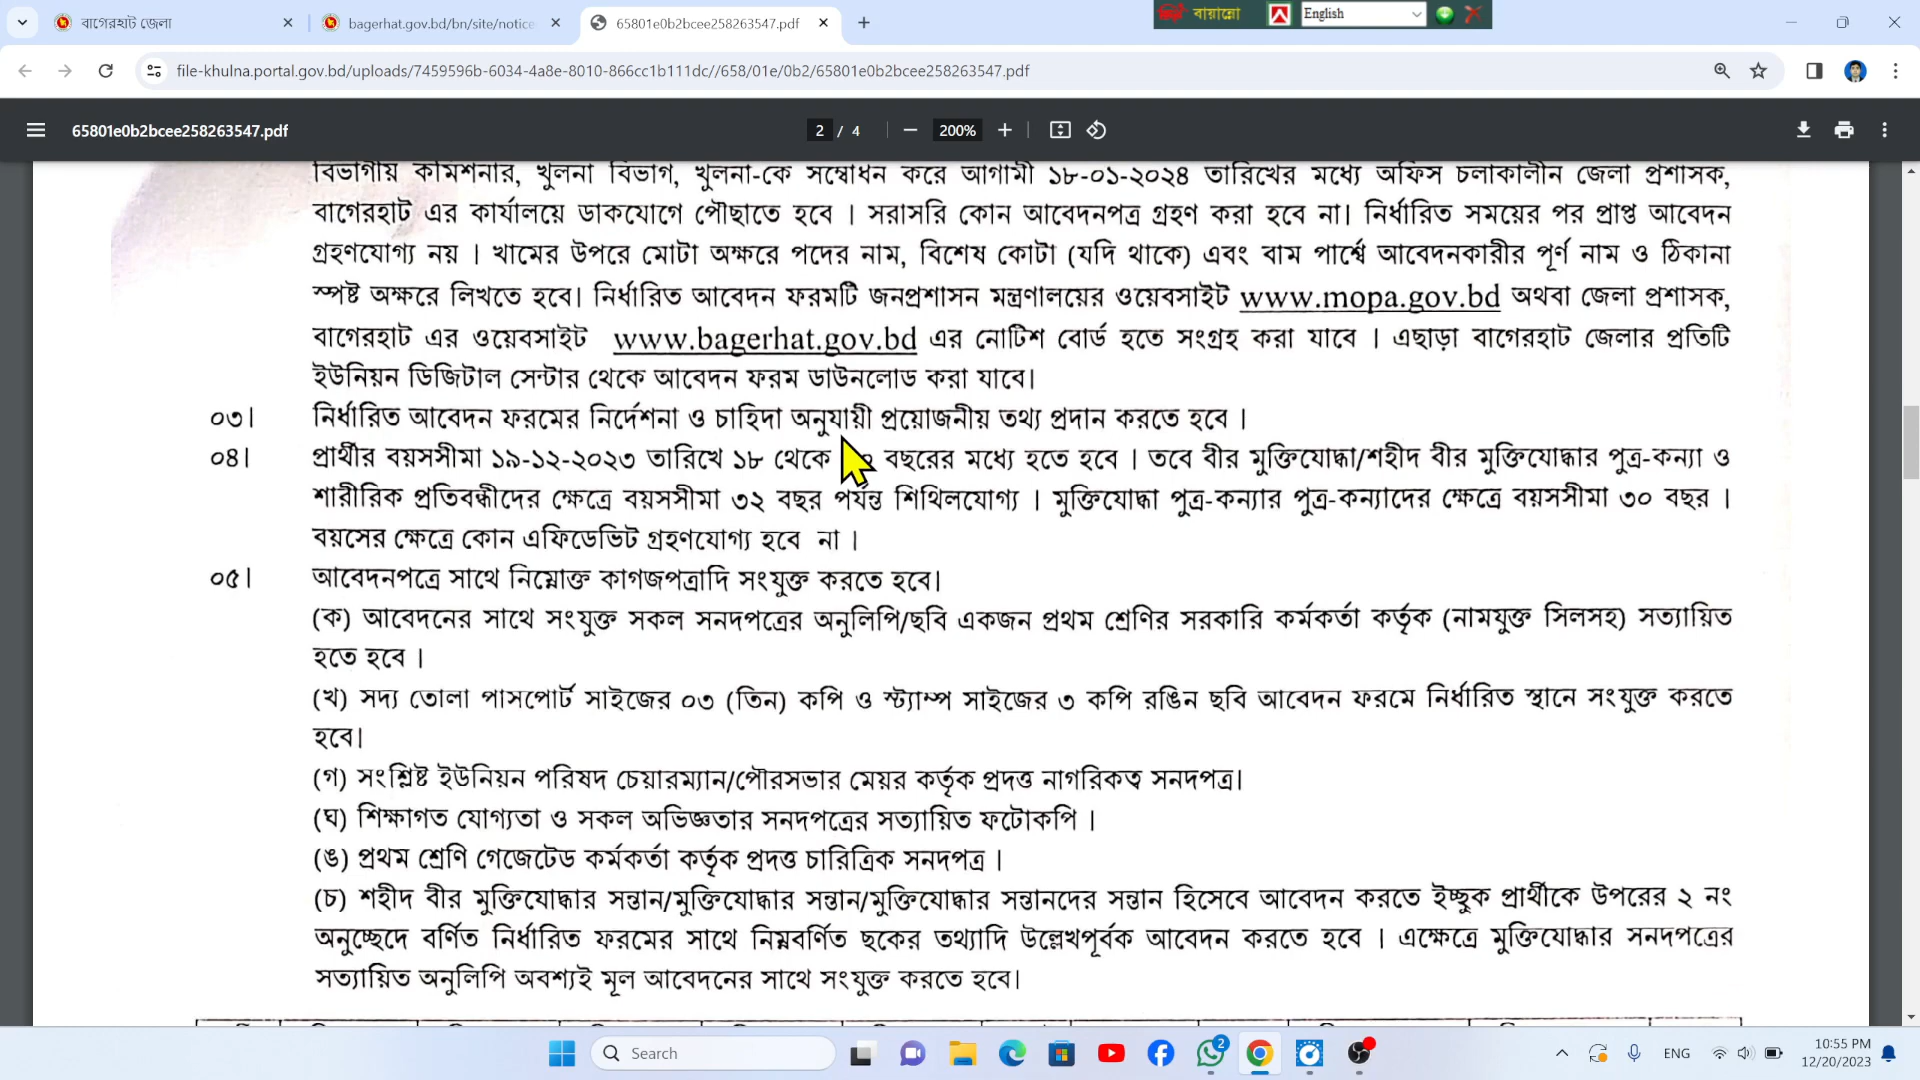 বাগেরহাট জেলা
bagerhat.gov.bd/bn/site/notice
65801e0b2bcee258263547.pdf
বায়ান্নো
English
file-khulna.portal.gov.bd/uploads/7459596b-6034-4a8e-8010-866cc1b111dc//658/01e/0b2/65801e0b2bcee258263547.pdf
65801e0b2bcee258263547.pdf
2 / 4
200%
বিভাগীয় কমিশনার, খুলনা বিভাগ, খুলনা-কে সম্বোধন করে আগামী ১৮-০১-২০২৪ তারিখের মধ্যে অফিস চলাকালীন জেলা প্রশাসক,
বাগেরহাট এর কার্যালয়ে ডাকযোগে পৌছাতে হবে । সরাসরি কোন আবেদনপত্র গ্রহণ করা হবে না। নির্ধারিত সময়ের পর প্রাপ্ত আবেদন
গ্রহণযোগ্য নয় । খামের উপরে মোটা অক্ষরে পদের নাম, বিশেষ কোটা (যদি থাকে) এবং বাম পার্শ্বে আবেদনকারীর পূর্ণ নাম ও ঠিকানা
স্পষ্ট অক্ষরে লিখতে হবে। নির্ধারিত আবেদন ফরমটি জনপ্রশাসন মন্ত্রণালয়ের ওয়েবসাইট www.mopa.gov.bd অথবা জেলা প্রশাসক,
বাগেরহাট এর ওয়েবসাইট www.bagerhat.gov.bd এর নোটিশ বোর্ড হতে সংগ্রহ করা যাবে । এছাড়া বাগেরহাট জেলার প্রতিটি
ইউনিয়ন ডিজিটাল সেন্টার থেকে আবেদন ফরম ডাউনলোড করা যাবে।
০৩। নির্ধারিত আবেদন ফরমের নির্দেশনা ও চাহিদা অনুযায়ী প্রয়োজনীয় তথ্য প্রদান করতে হবে ।
০৪। প্রার্থীর বয়সসীমা ১৯-১২-২০২৩ তারিখে ১৮ থেকে বছরের মধ্যে হতে হবে । তবে বীর মুক্তিযোদ্ধা/শহীদ বীর মুক্তিযোদ্ধার পুত্র-কন্যা ও
শারীরিক প্রতিবন্ধীদের ক্ষেত্রে বয়সসীমা ৩২ বছর পর্যন্ত শিথিলযোগ্য । মুক্তিযোদ্ধা পুত্র-কন্যার পুত্র-কন্যাদের ক্ষেত্রে বয়সসীমা ৩০ বছর ।
বয়সের ক্ষেত্রে কোন এফিডেভিট গ্রহণযোগ্য হবে না ।
০৫। আবেদনপত্রে সাথে নিম্নোক্ত কাগজপত্রাদি সংযুক্ত করতে হবে।
(ক) আবেদনের সাথে সংযুক্ত সকল সনদপত্রের অনুলিপি/ছবি একজন প্রথম শ্রেণির সরকারি কর্মকর্তা কর্তৃক (নামযুক্ত সিলসহ) সত্যায়িত
হতে হবে ।
(খ) সদ্য তোলা পাসপোর্ট সাইজের ০৩ (তিন) কপি ও স্ট্যাম্প সাইজের ৩ কপি রঙিন ছবি আবেদন ফরমে নির্ধারিত স্থানে সংযুক্ত করতে
হবে।
(গ) সংশ্লিষ্ট ইউনিয়ন পরিষদ চেয়ারম্যান/পৌরসভার মেয়র কর্তৃক প্রদত্ত নাগরিকত্ব সনদপত্র।
(ঘ) শিক্ষাগত যোগ্যতা ও সকল অভিজ্ঞতার সনদপত্রের সত্যায়িত ফটোকপি ।
(ঙ) প্রথম শ্রেণি গেজেটেড কর্মকর্তা কর্তৃক প্রদত্ত চারিত্রিক সনদপত্র ।
(চ) শহীদ বীর মুক্তিযোদ্ধার সন্তান/মুক্তিযোদ্ধার সন্তান/মুক্তিযোদ্ধার সন্তানদের সন্তান হিসেবে আবেদন করতে ইচ্ছুক প্রার্থীকে উপরের ২ নং
অনুচ্ছেদে বর্ণিত নির্ধারিত ফরমের সাথে নিম্নবর্ণিত ছকের তথ্যাদি উল্লেখপূর্বক আবেদন করতে হবে । এক্ষেত্রে মুক্তিযোদ্ধার সনদপত্রের
সত্যায়িত অনুলিপি অবশ্যই মূল আবেদনের সাথে সংযুক্ত করতে হবে।
Search
2
ENG
10:55 PM
12/20/2023